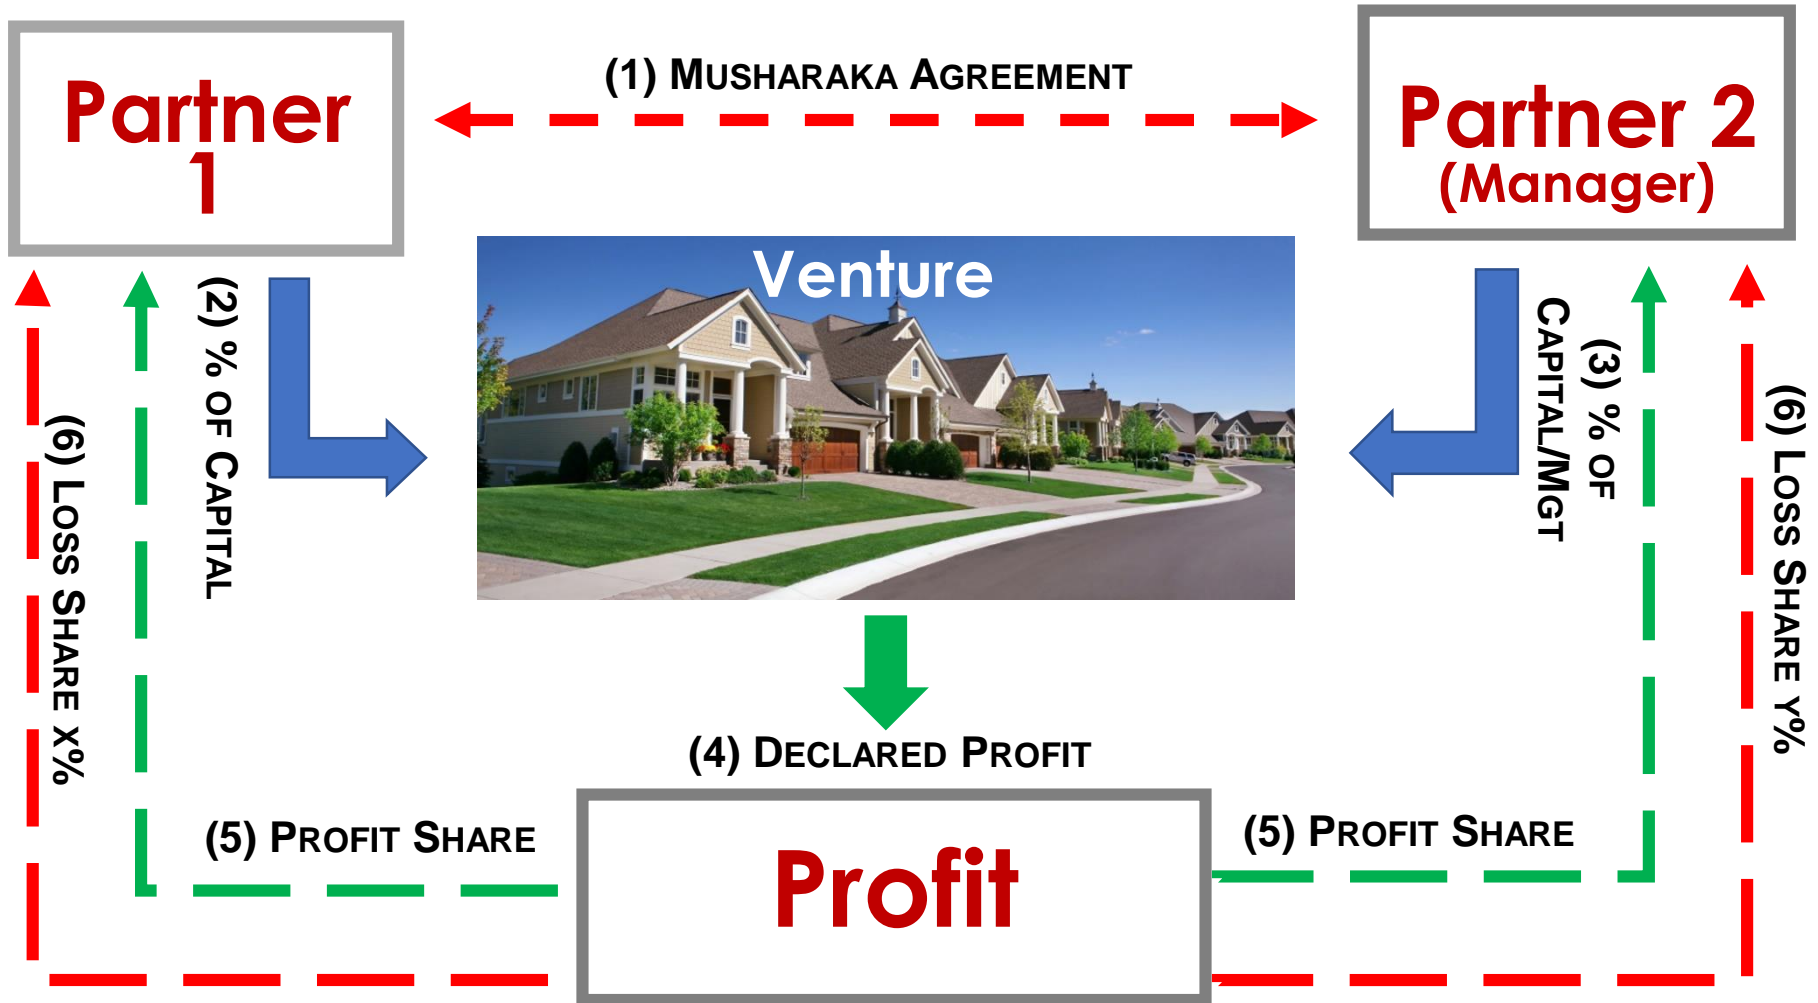 Partner
1
(1) MUSHARAKA AGREEMENT
Partner 2
(Manager)
Venture
(2) % OF CAPITAL
(3) % OF
CAPITAL/MGT
(6) LOSS SHARE X%
(6) LOSS SHARE Y%
(4) DECLARED PROFIT
(5) PROFIT SHARE
Profit
(5) PROFIT SHARE